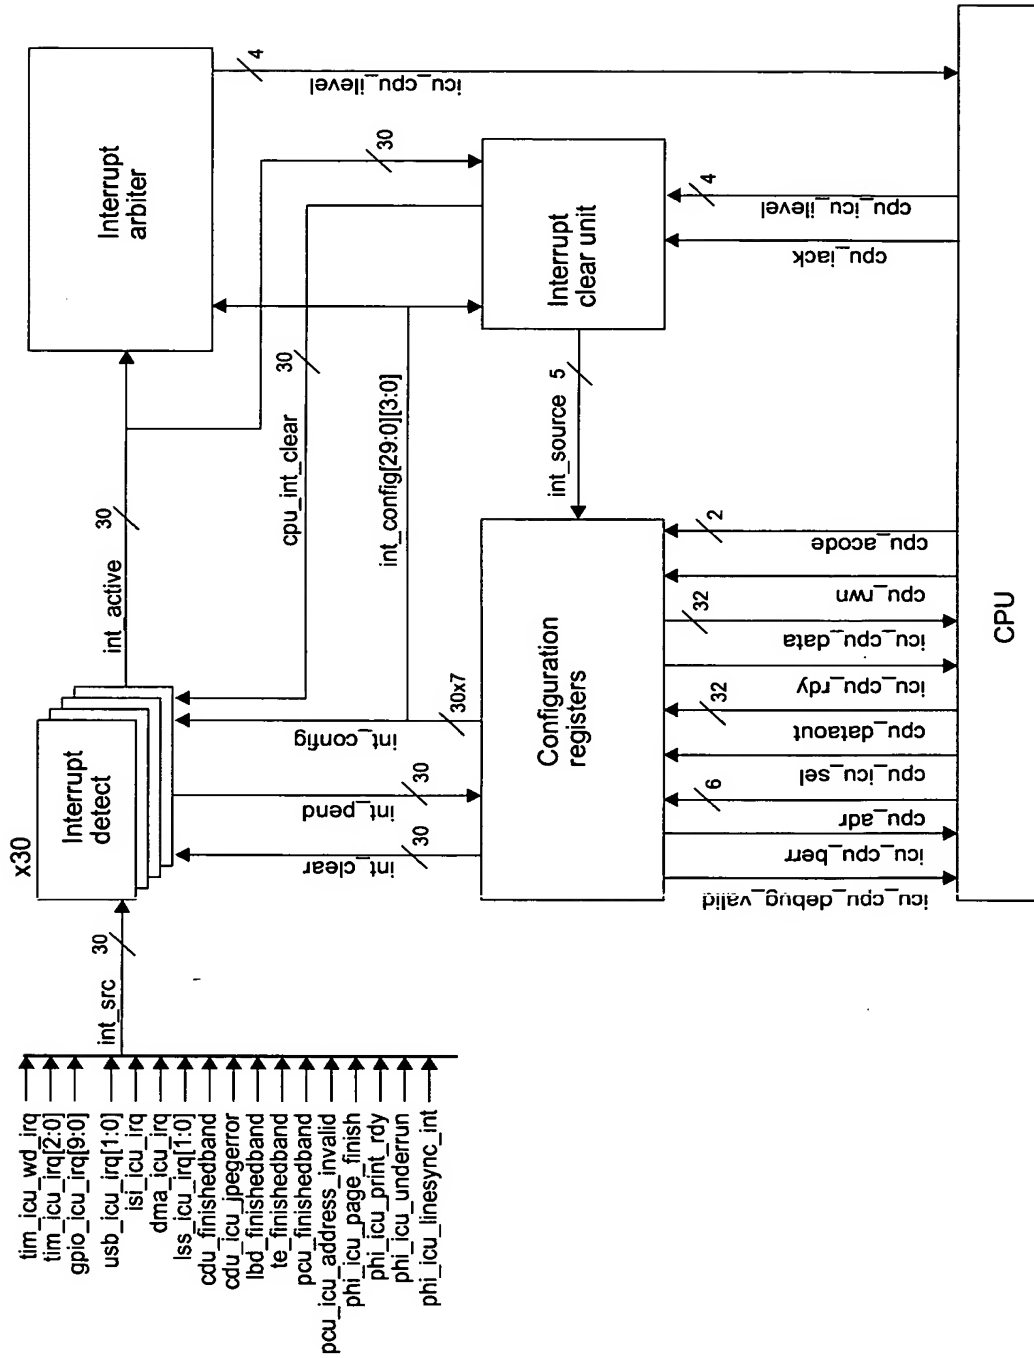 tim_icu_wd_irq
tim_icu_irq[2:0]
gpio_icu_irq[9:0]
usb_icu_irq[1:0]
isi_icu_irq
dma_icu_irq
lss_icu_irq[1:0]
cdu_finishedband
cdu_icu_jpegerror
lbd_finishedband
te_finishedband
pcu_finishedband
pcu_icu_address_invalid
phi_icu_page_finish
phi_icu_print_rdy
phi_icu_underrun
phi_icu_linesync_int
int_src
30
x30
Interrupt
detect
int_active
30
Interrupt
arbiter
4
icu_cpu_ilevel
30
cpu_int_clear
30
int_config[29:0][3:0]
int_clear
30
int_pend
30
int_config
30x7
Configuration
registers
int_source
5
Interrupt
clear unit
cpu_iack
cpu_icu_ilevel
4
icu_cpu_debug_valid
icu_cpu_berr
cpu_adr
6
cpu_icu_sel
cpu_dataout
32
icu_cpu_rdy
icu_cpu_data
32
cpu_rwn
cpu_acode
2
CPU